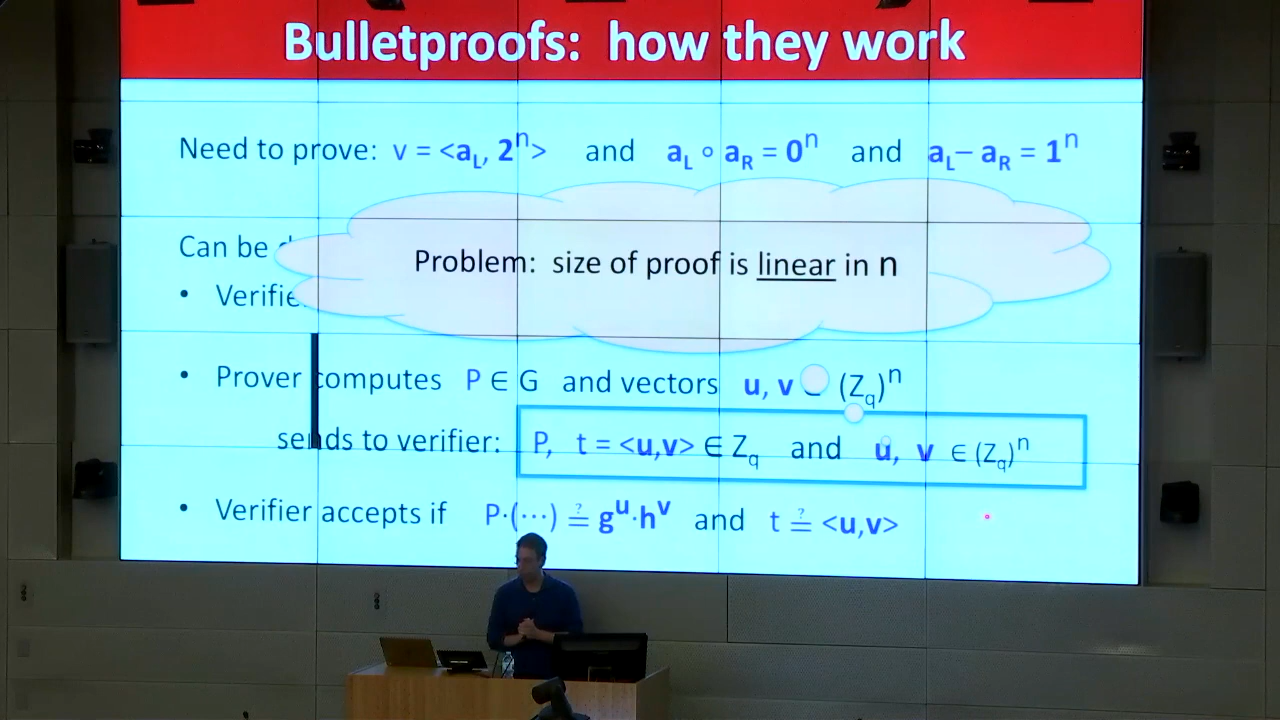 Bulletproofs: how they work
Need to prove: v = <a_L, 2^n> and a_L ∘ a_R = 0^n and a_L – a_R = 1^n
Can be
Problem: size of proof is linear in n
• Prover computes P ∈ G and vectors u, v (Z_q)^n
sends to verifier: P, t = <u,v> ∈ Z_q and u, v ∈ (Z_q)^n
• Verifier accepts if P·(⋯) ≟ g^u·h^v and t ≟ <u,v>